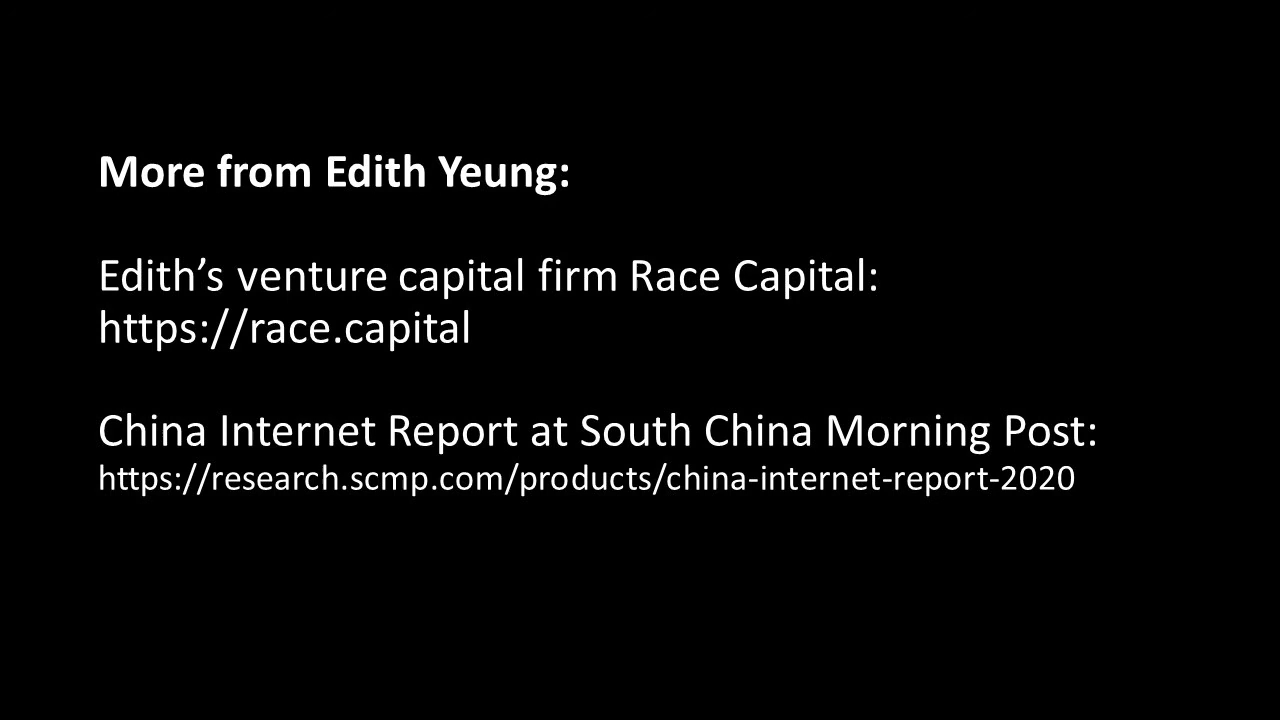 More from Edith Yeung:
Edith’s venture capital firm Race Capital:
https://race.capital
China Internet Report at South China Morning Post:
https://research.scmp.com/products/china-internet-report-2020